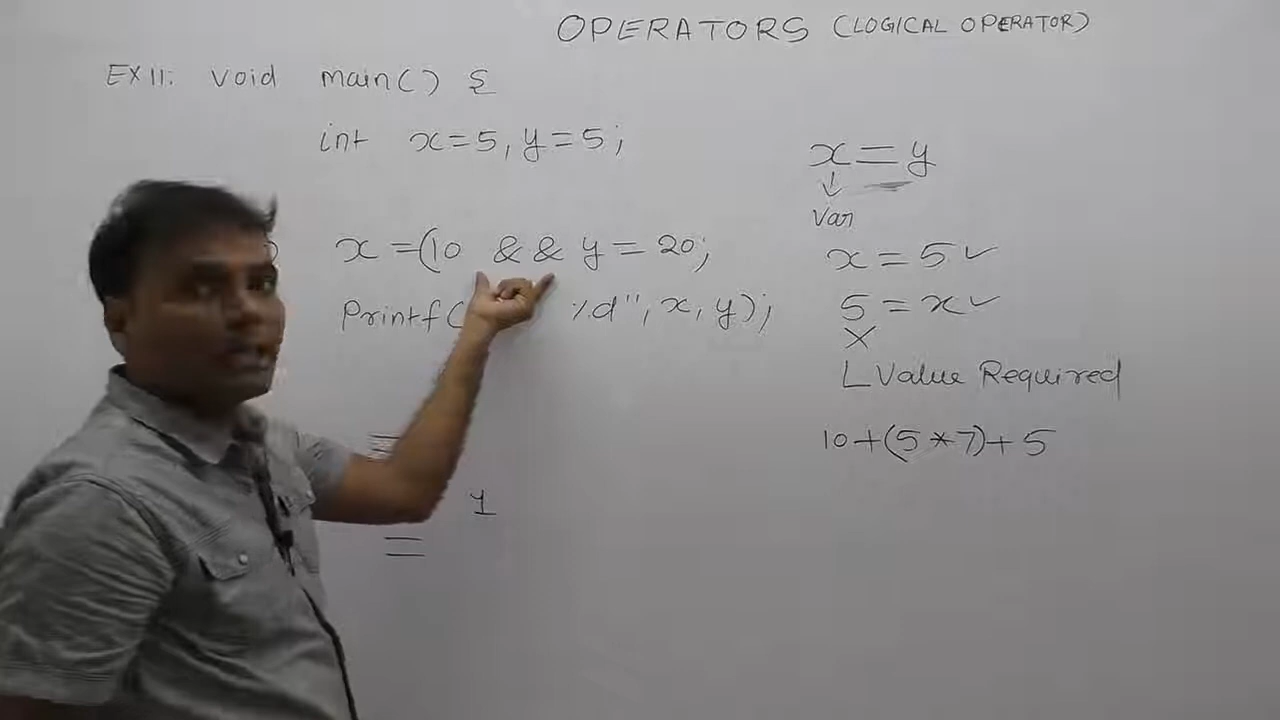 OPERATORS (LOGICAL OPERATOR)
EX11: void main() {
int x=5, y=5;
x =(10 && y = 20;
Printf( %d", x, y);
=
1
=
x = y
↓
Var
x = 5 ✓
5 = x ✓
X
L Value Required
10+(5*7)+5